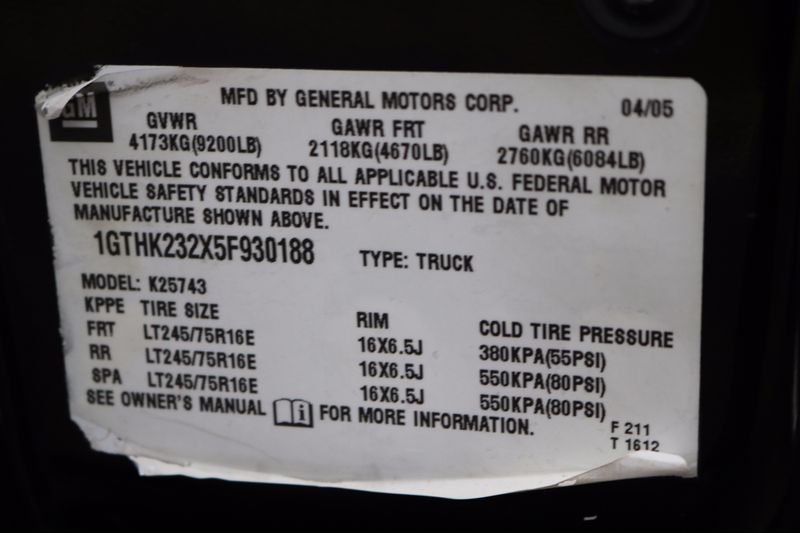 GM
MFD BY GENERAL MOTORS CORP. 04/05
GVWR GAWR FRT GAWR RR
4173KG(9200LB) 2118KG(4670LB) 2760KG(6084LB)
THIS VEHICLE CONFORMS TO ALL APPLICABLE U.S. FEDERAL MOTOR
VEHICLE SAFETY STANDARDS IN EFFECT ON THE DATE OF
MANUFACTURE SHOWN ABOVE.
1GTHK232X5F930188 TYPE: TRUCK
MODEL: K25743
KPPE TIRE SIZE RIM COLD TIRE PRESSURE
FRT LT245/75R16E 16X6.5J 380KPA(55PSI)
RR LT245/75R16E 16X6.5J 550KPA(80PSI)
SPA LT245/75R16E 16X6.5J 550KPA(80PSI)
SEE OWNER'S MANUAL i FOR MORE INFORMATION.
F 211
T 1612